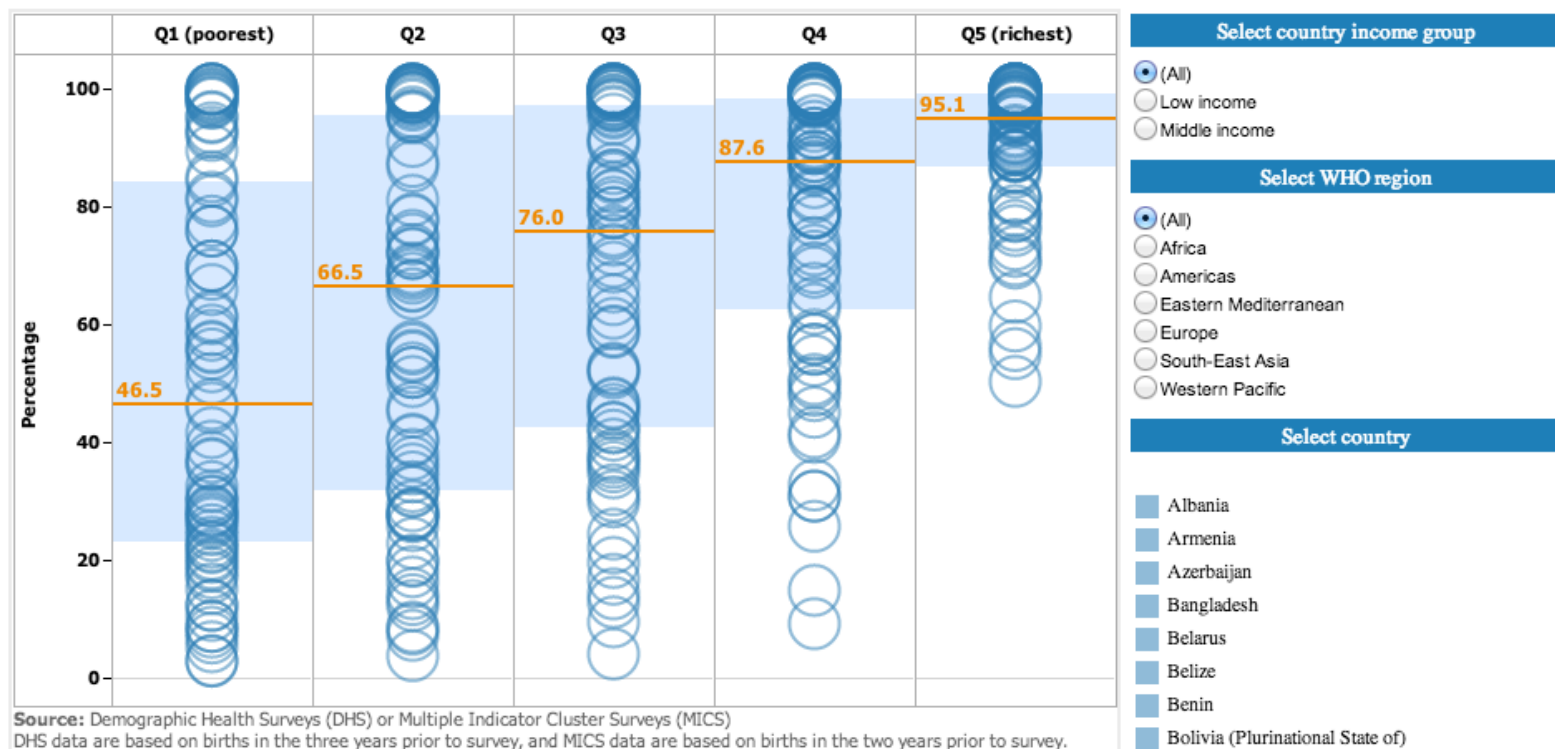 Q1 (poorest) Q2 Q3 Q4 Q5 (richest)
100
80
60
40
20
0
Percentage
46.5
66.5
76.0
87.6
95.1
Source: Demographic Health Surveys (DHS) or Multiple Indicator Cluster Surveys (MICS)
DHS data are based on births in the three years prior to survey, and MICS data are based on births in the two years prior to survey.
Select country income group
(All)
Low income
Middle income
Select WHO region
(All)
Africa
Americas
Eastern Mediterranean
Europe
South-East Asia
Western Pacific
Select country
Albania
Armenia
Azerbaijan
Bangladesh
Belarus
Belize
Benin
Bolivia (Plurinational State of)